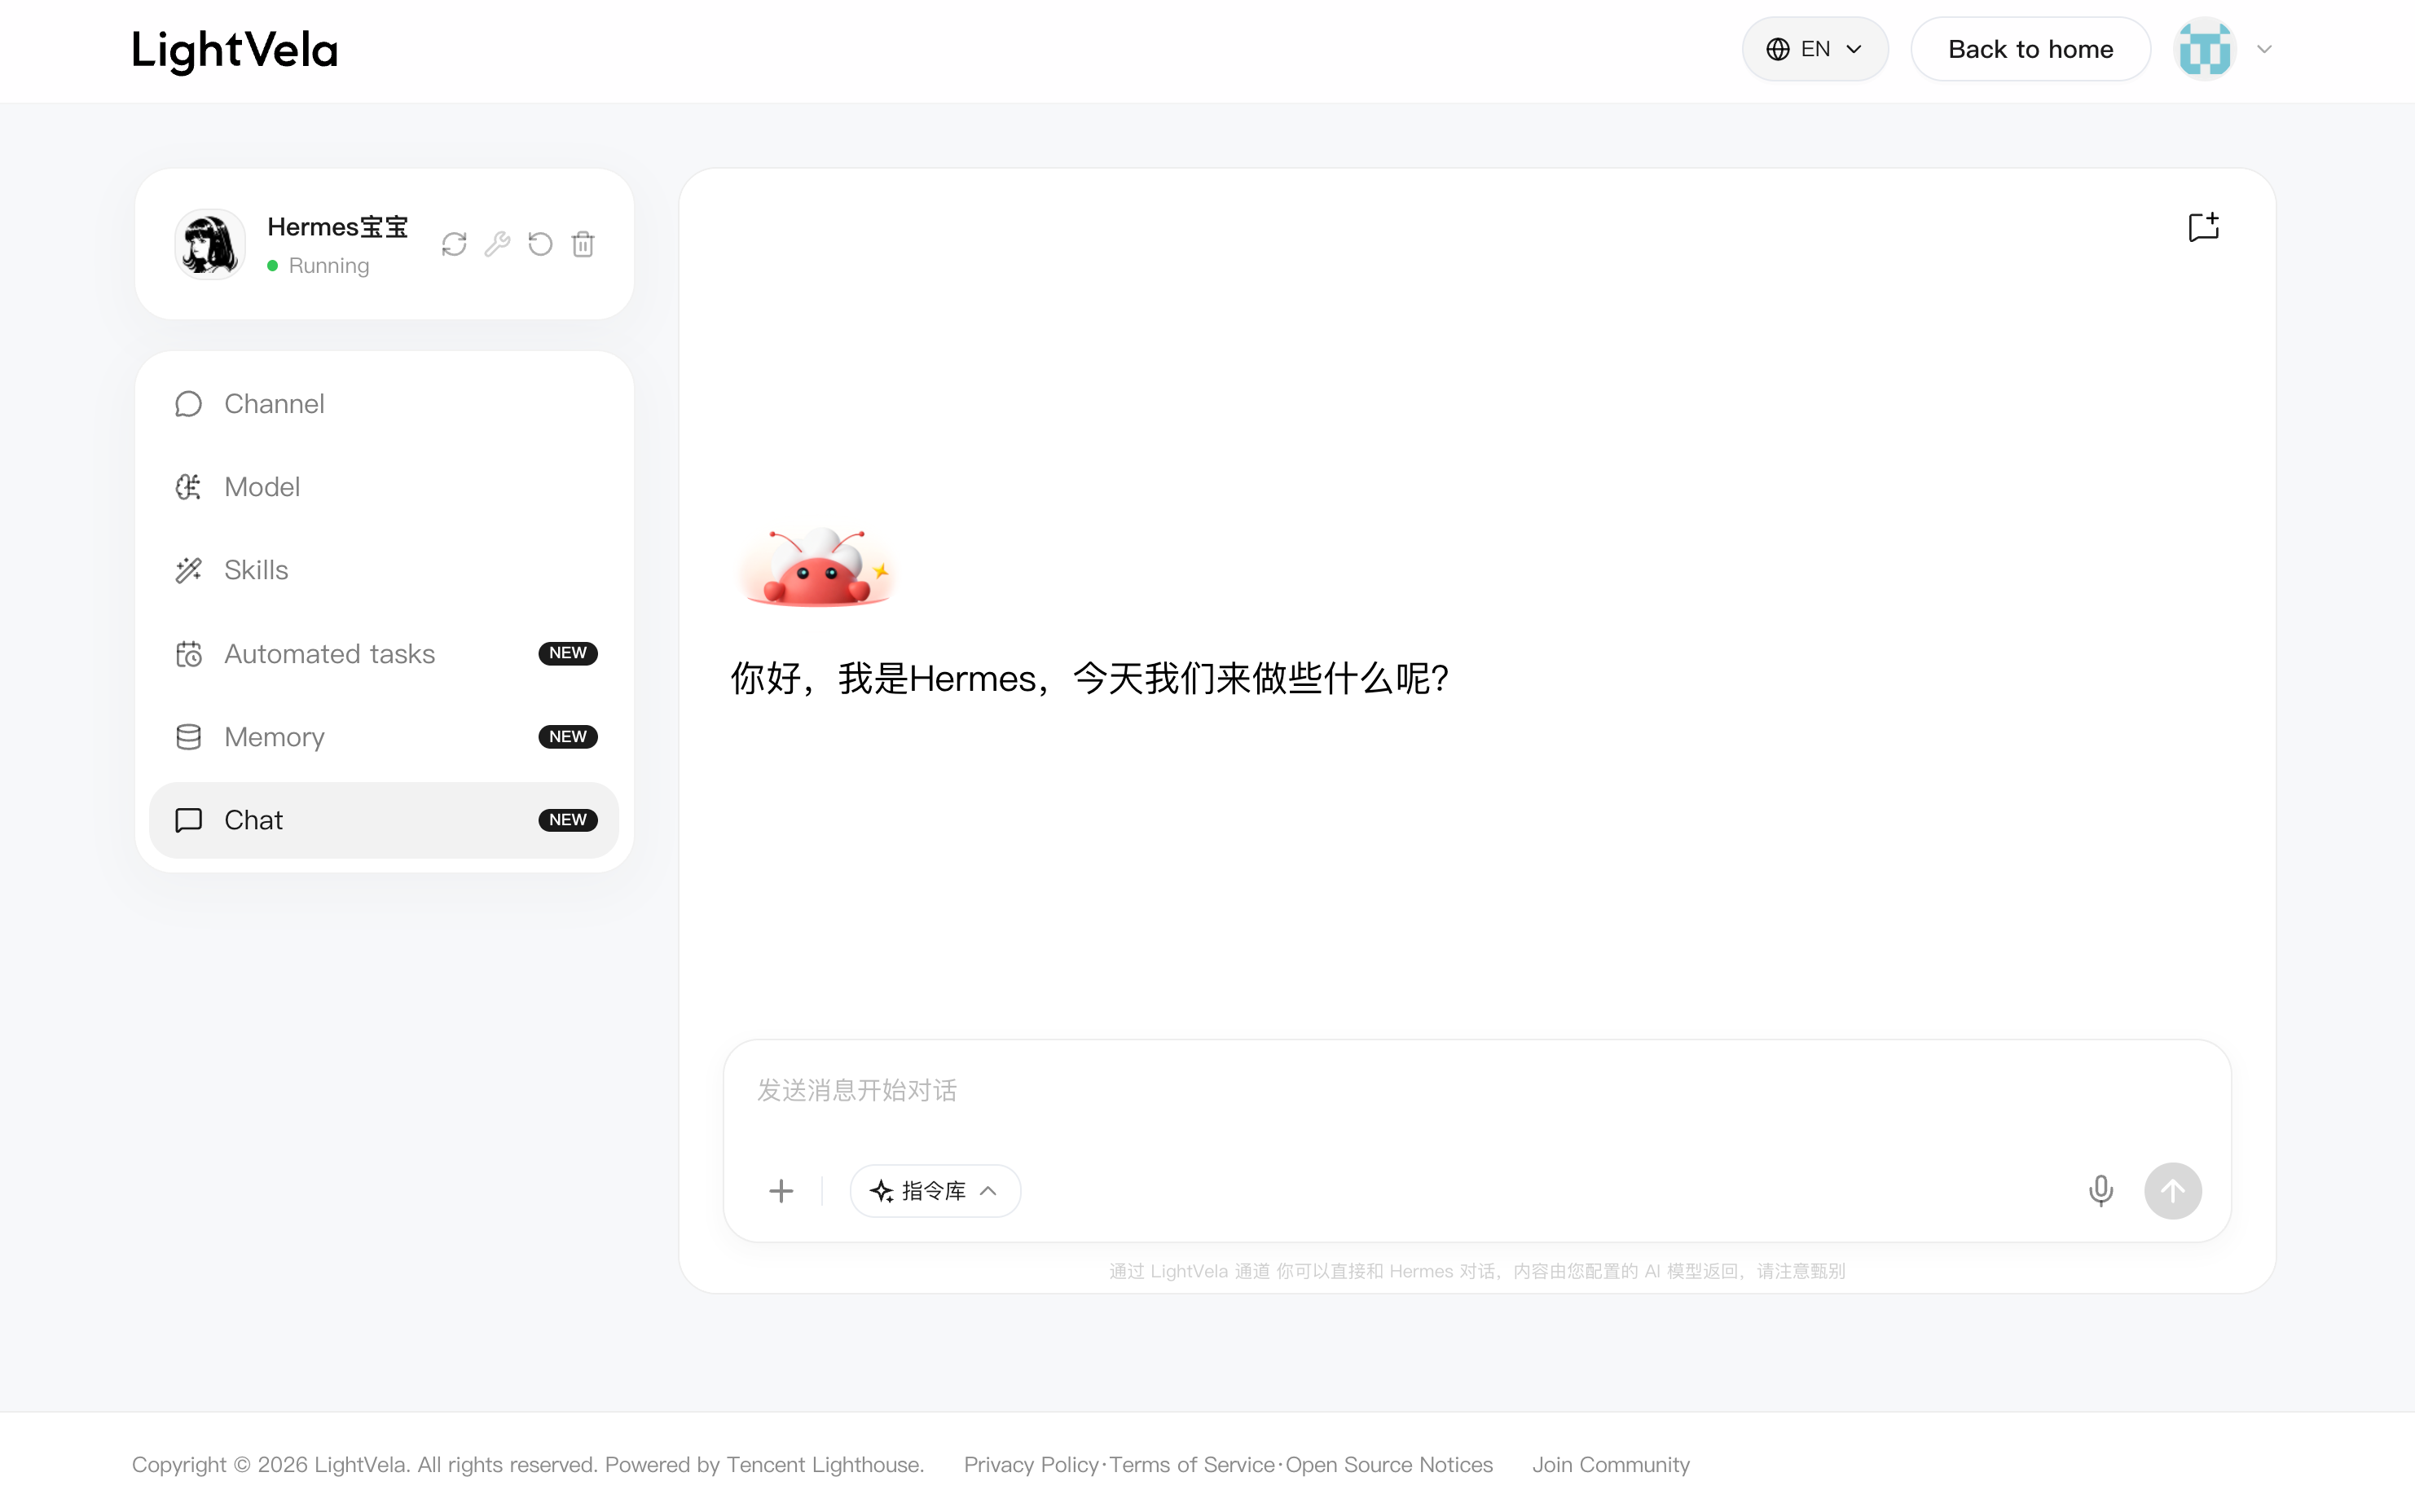 LightVela
EN
Back to home
Hermes宝宝
Running
Channel
Model
Skills
Automated tasks NEW
Memory NEW
Chat NEW
你好，我是Hermes，今天我们来做些什么呢？
发送消息开始对话
指令库
通过 LightVela 通道 你可以直接和 Hermes 对话，内容由您配置的 AI 模型返回，请注意甄别
Copyright © 2026 LightVela. All rights reserved. Powered by Tencent Lighthouse. Privacy Policy·Terms of Service·Open Source Notices Join Community